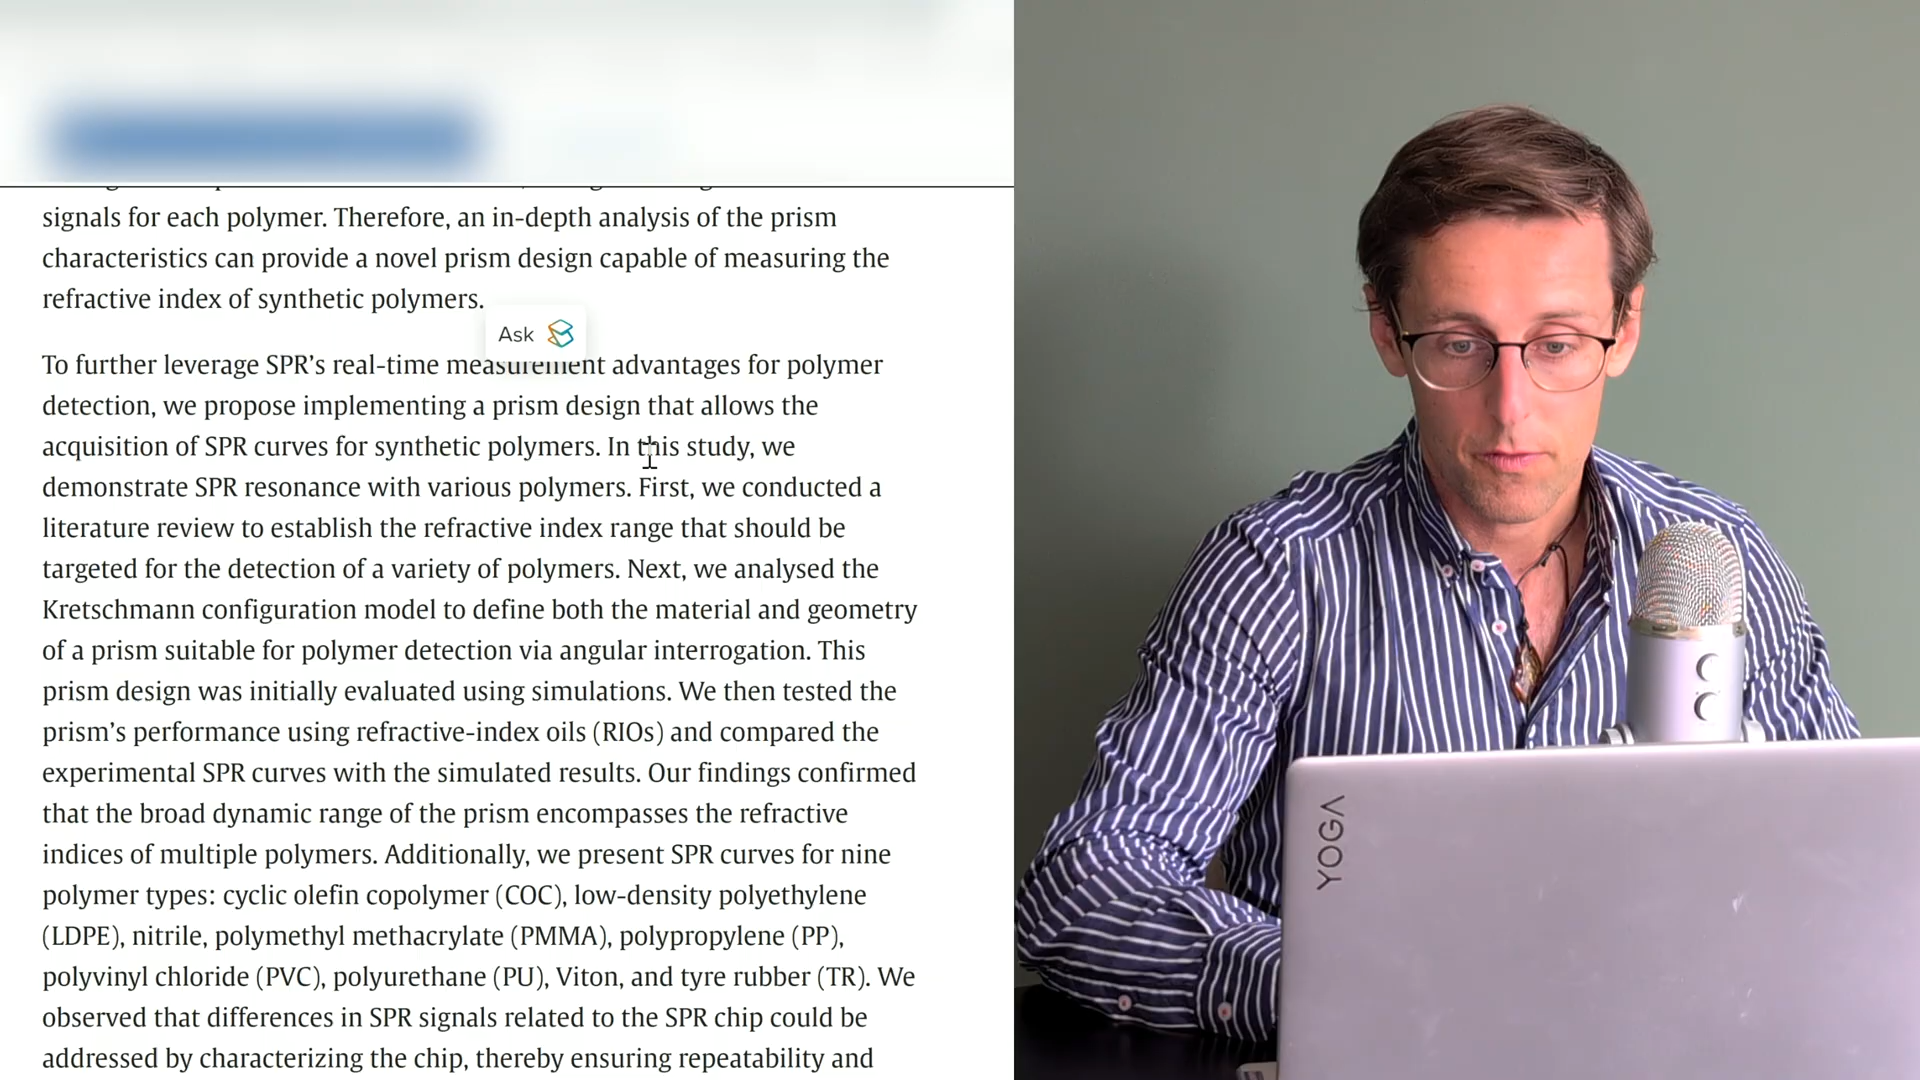 signals for each polymer. Therefore, an in-depth analysis of the prism
characteristics can provide a novel prism design capable of measuring the
refractive index of synthetic polymers.
Ask
To further leverage SPR’s real-time measurement advantages for polymer
detection, we propose implementing a prism design that allows the
acquisition of SPR curves for synthetic polymers. In this study, we
demonstrate SPR resonance with various polymers. First, we conducted a
literature review to establish the refractive index range that should be
targeted for the detection of a variety of polymers. Next, we analysed the
Kretschmann configuration model to define both the material and geometry
of a prism suitable for polymer detection via angular interrogation. This
prism design was initially evaluated using simulations. We then tested the
prism’s performance using refractive-index oils (RIOs) and compared the
experimental SPR curves with the simulated results. Our findings confirmed
that the broad dynamic range of the prism encompasses the refractive
indices of multiple polymers. Additionally, we present SPR curves for nine
polymer types: cyclic olefin copolymer (COC), low-density polyethylene
(LDPE), nitrile, polymethyl methacrylate (PMMA), polypropylene (PP),
polyvinyl chloride (PVC), polyurethane (PU), Viton, and tyre rubber (TR). We
observed that differences in SPR signals related to the SPR chip could be
addressed by characterizing the chip, thereby ensuring repeatability and
YOGA